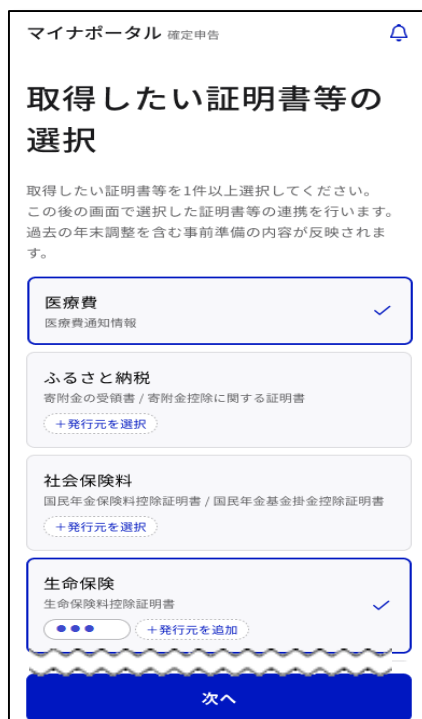 マイナポータル 確定申告
取得したい証明書等の
選択
取得したい証明書等を1件以上選択してください。
この後の画面で選択した証明書等の連携を行います。
過去の年末調整を含む事前準備の内容が反映されま
す。
医療費
医療費通知情報
ふるさと納税
寄附金の受領書 / 寄附金控除に関する証明書
+発行元を選択
社会保険料
国民年金保険料控除証明書 / 国民年金基金掛金控除証明書
+発行元を選択
生命保険
生命保険料控除証明書
●●● +発行元を追加
次へ